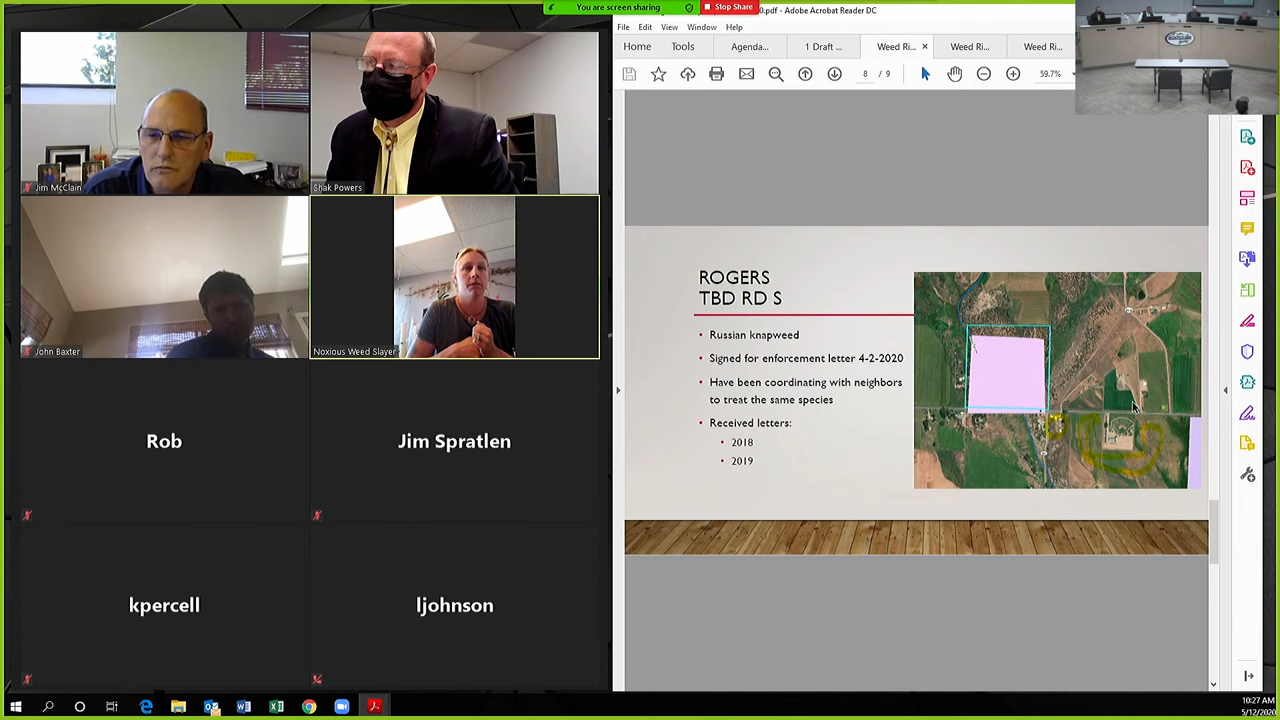 You are screen sharing
Stop Share
0.pdf - Adobe Acrobat Reader DC
File Edit View Window Help
Home Tools Agenda... 1 Draft ... Weed Ri... × Weed Ri... Weed Ri...
8 / 9 59.7%
Jim McClain
Shak Powers
John Baxter
Noxious Weed Slayer
Rob
Jim Spratlen
kpercell
ljohnson
ROGERS
TBD RD S
• Russian knapweed
• Signed for enforcement letter 4-2-2020
• Have been coordinating with neighbors
to treat the same species
• Received letters:
• 2018
• 2019
MONTEZUMA
10:27 AM
5/12/2020